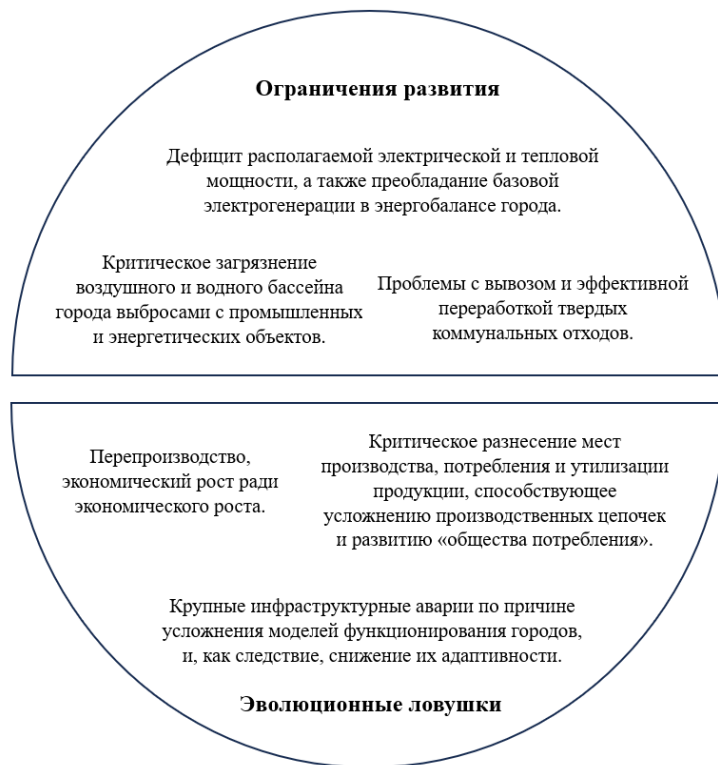 Ограничения развития
Дефицит располагаемой электрической и тепловой
мощности, а также преобладание базовой
электрогенерации в энергобалансе города.
Критическое загрязнение
воздушного и водного бассейна
города выбросами с промышленных
и энергетических объектов.
Проблемы с вывозом и эффективной
переработкой твердых
коммунальных отходов.
Перепроизводство,
экономический рост ради
экономического роста.
Критическое разнесение мест
производства, потребления и утилизации
продукции, способствующее
усложнению производственных цепочек
и развитию «общества потребления».
Крупные инфраструктурные аварии по причине
усложнения моделей функционирования городов,
и, как следствие, снижение их адаптивности.
Эволюционные ловушки